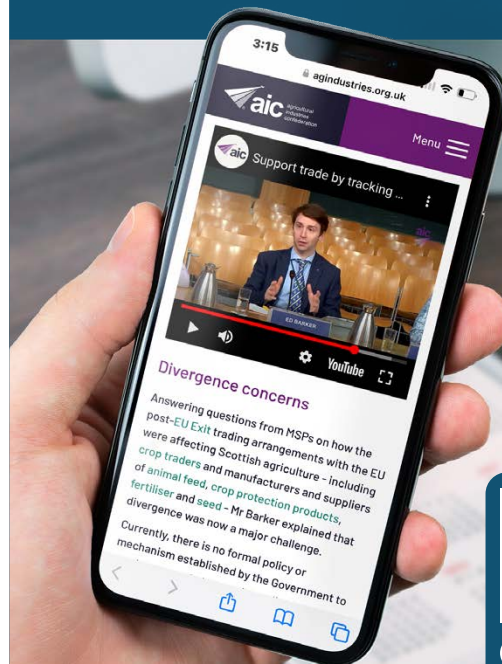 3:15
agindustries.org.uk
aic
agricultural
industries
confederation
Menu
aic
Support trade by tracking ...
aic
ED BARKER
YouTube
Divergence concerns
Answering questions from MSPs on how the
post-EU Exit trading arrangements with the EU
were affecting Scottish agriculture - including
crop traders and manufacturers and suppliers
of animal feed, crop protection products,
fertiliser and seed - Mr Barker explained that
divergence was now a major challenge.
Currently, there is no formal policy or
mechanism established by the Government to